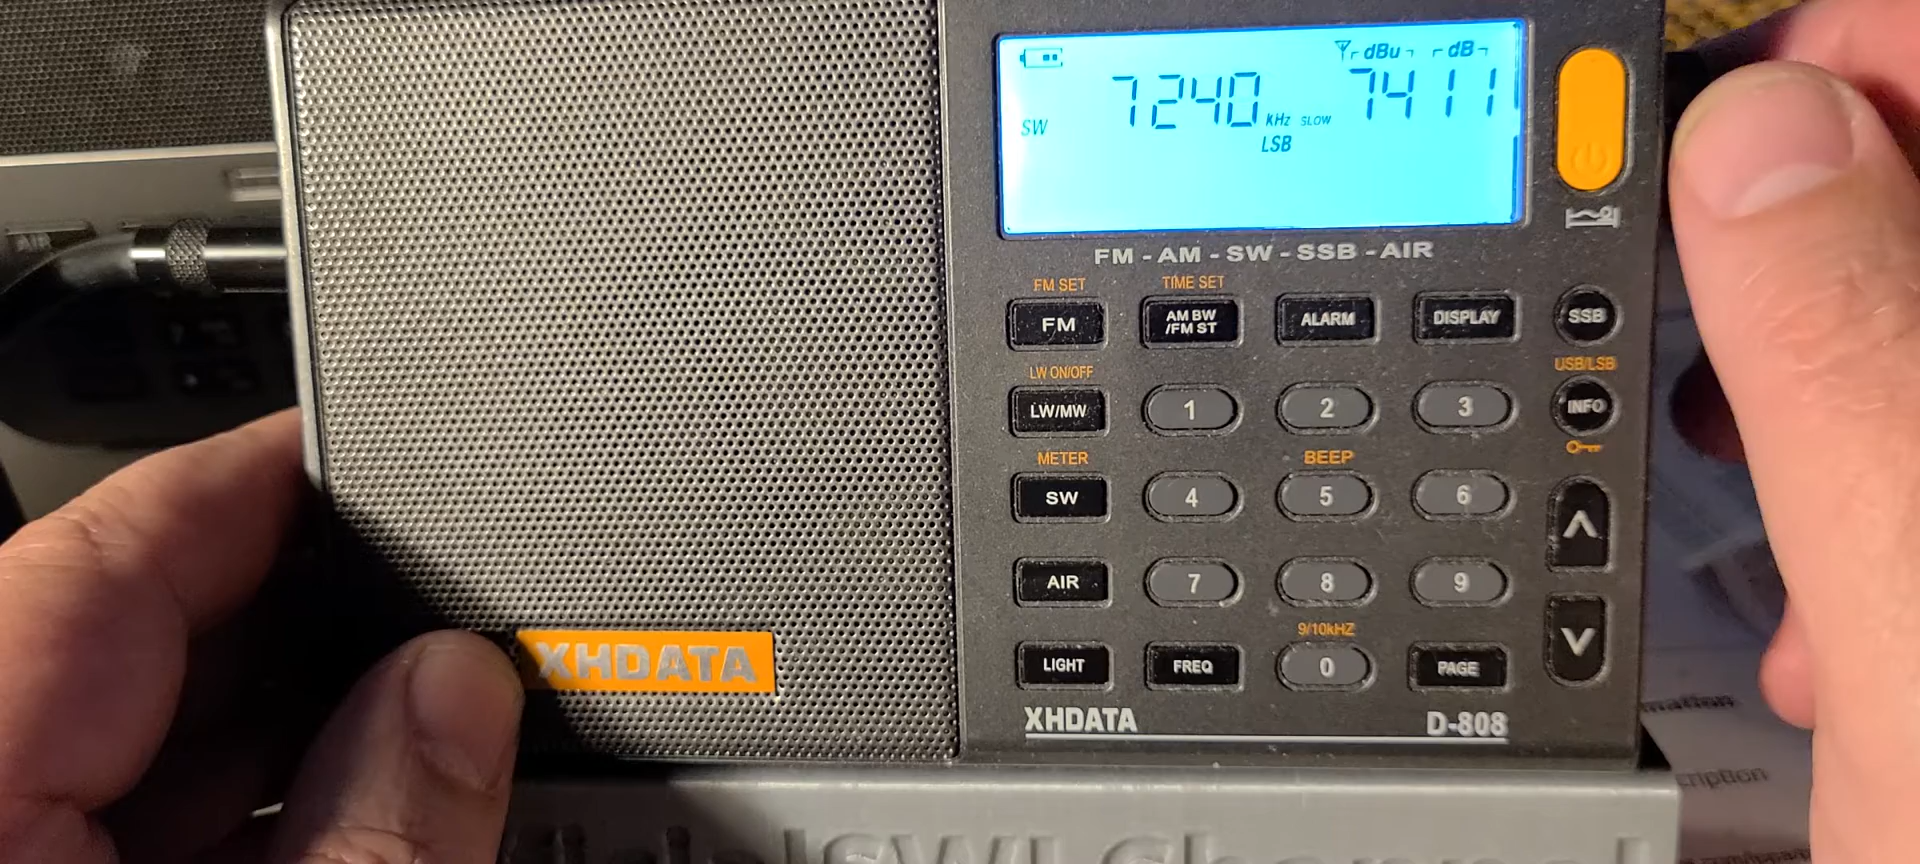 dBu dB
7240 7411
SW kHz SLOW
LSB
FM - AM - SW - SSB - AIR
FM SET TIME SET
FM AM BW ALARM DISPLAY SSB
/FM ST
LW ON/OFF USB/LSB
LW/MW 1 2 3 INFO
METER BEEP
SW 4 5 6
AIR 7 8 9
9/10kHZ
LIGHT FREQ 0 PAGE
XHDATA
XHDATA D-808